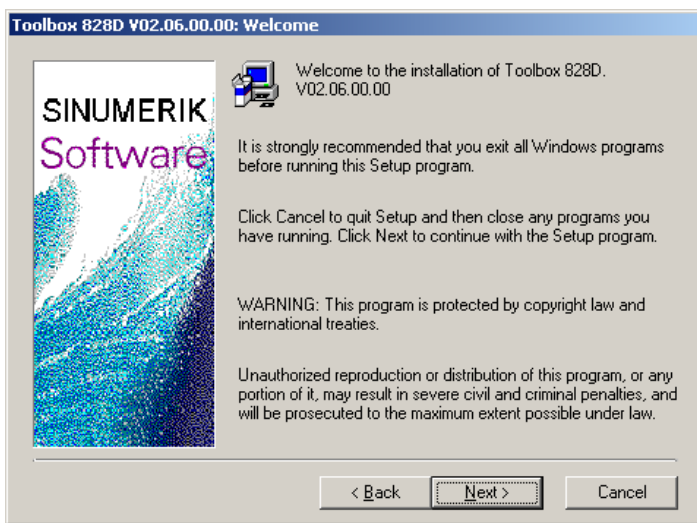 Toolbox 828D V02.06.00.00: Welcome
SINUMERIK
Software
Welcome to the installation of Toolbox 828D.
V02.06.00.00
It is strongly recommended that you exit all Windows programs
before running this Setup program.
Click Cancel to quit Setup and then close any programs you
have running. Click Next to continue with the Setup program.
WARNING: This program is protected by copyright law and
international treaties.
Unauthorized reproduction or distribution of this program, or any
portion of it, may result in severe civil and criminal penalties, and
will be prosecuted to the maximum extent possible under law.
< Back
Next >
Cancel